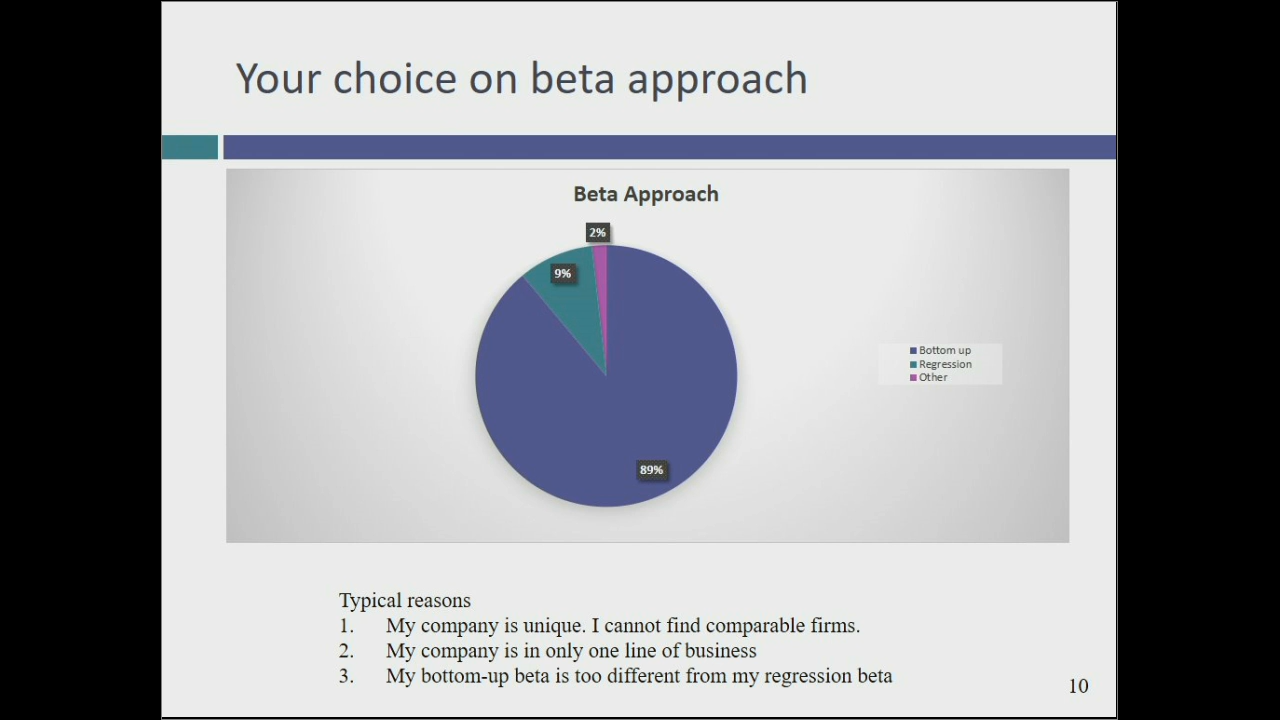 Your choice on beta approach
Beta Approach
2%
9%
89%
Bottom up
Regression
Other
Typical reasons
1. My company is unique. I cannot find comparable firms.
2. My company is in only one line of business
3. My bottom-up beta is too different from my regression beta
10